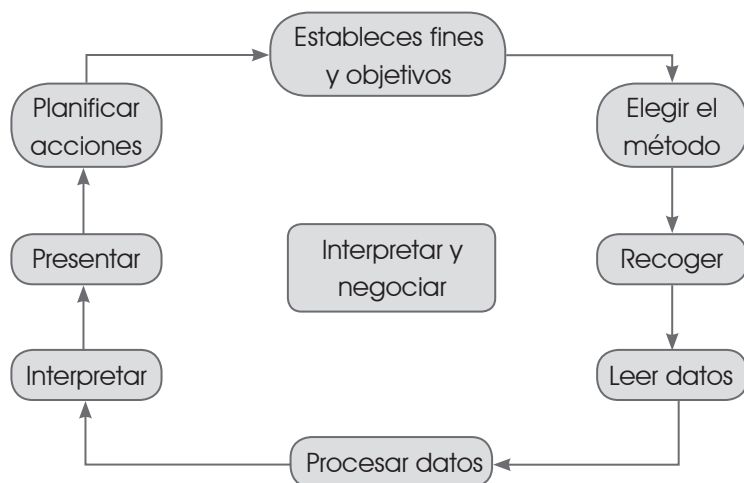 Estableces fines
y objetivos
Elegir el
método
Recoger
Leer datos
Procesar datos
Interpretar
Presentar
Planificar
acciones
Interpretar y
negociar